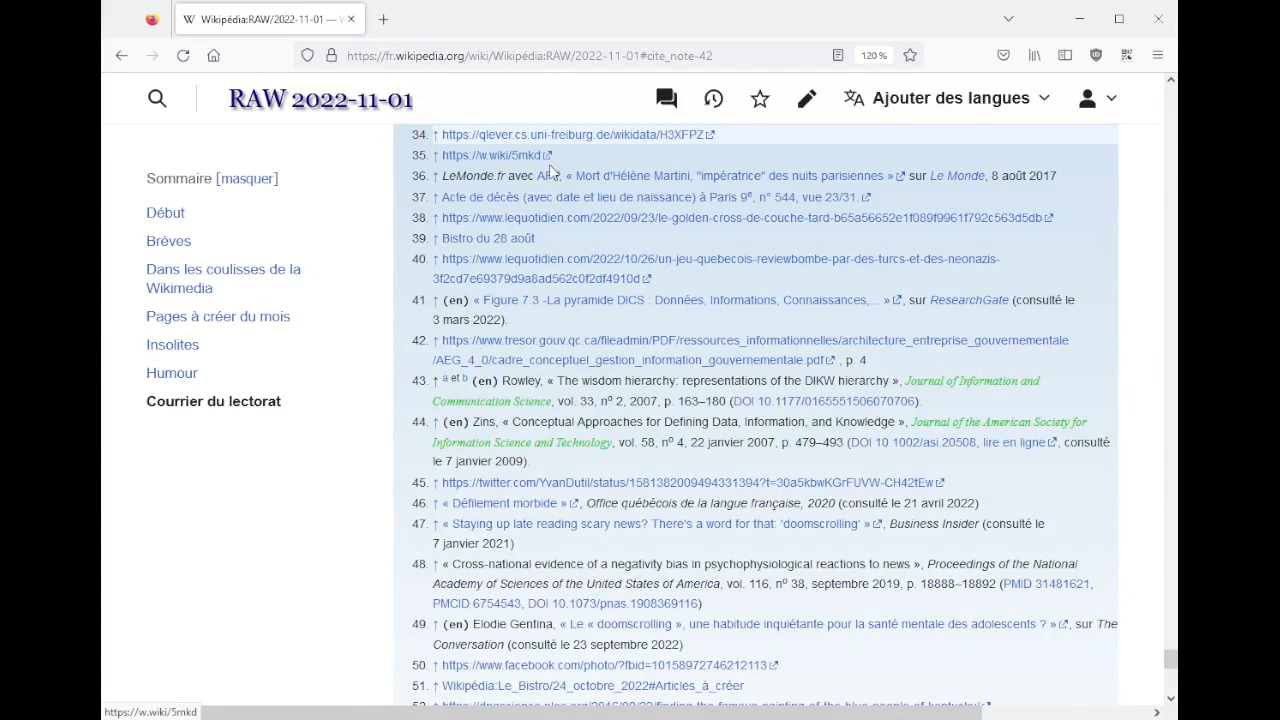 Wikipédia:RAW/2022-11-01 — W
https://fr.wikipedia.org/wiki/Wikipédia:RAW/2022-11-01#cite_note-42
120 %
RAW 2022-11-01
Ajouter des langues
Sommaire [masquer]
Début
Brèves
Dans les coulisses de la
Wikimedia
Pages à créer du mois
Insolites
Humour
Courrier du lectorat
34. ↑ https://qlever.cs.uni-freiburg.de/wikidata/H3XFPZ
35. ↑ https://w.wiki/5mkd
36. ↑ LeMonde.fr avec AFP, « Mort d'Hélène Martini, "impératrice" des nuits parisiennes » sur Le Monde, 8 août 2017
37. ↑ Acte de décès (avec date et lieu de naissance) à Paris 9e, n° 544, vue 23/31.
38. ↑ https://www.lequotidien.com/2022/09/23/le-golden-cross-de-couche-tard-b65a56652e1f089f9961f792c563d5db
39. ↑ Bistro du 28 août
40. ↑ https://www.lequotidien.com/2022/10/26/un-jeu-quebecois-reviewbombe-par-des-turcs-et-des-neonazis-
3f2cd7e69379d9a8ad562c0f2df4910d
41. ↑ (en) « Figure 7.3 -La pyramide DICS : Données, Informations, Connaissances,... », sur ResearchGate (consulté le
3 mars 2022).
42. ↑ https://www.tresor.gouv.qc.ca/fileadmin/PDF/ressources_informationnelles/architecture_entreprise_gouvernementale
/AEG_4_0/cadre_conceptuel_gestion_information_gouvernementale.pdf , p. 4
43. ↑ a et b (en) Rowley, « The wisdom hierarchy: representations of the DIKW hierarchy », Journal of Information and
Communication Science, vol. 33, no 2, 2007, p. 163–180 (DOI 10.1177/0165551506070706).
44. ↑ (en) Zins, « Conceptual Approaches for Defining Data, Information, and Knowledge », Journal of the American Society for
Information Science and Technology, vol. 58, no 4, 22 janvier 2007, p. 479–493 (DOI 10.1002/asi.20508, lire en ligne, consulté
le 7 janvier 2009).
45. ↑ https://twitter.com/YvanDutil/status/1581382009494331394?t=30a5kbwKGrFUVW-CH42tEw
46. ↑ « Défilement morbide », Office québécois de la langue française, 2020 (consulté le 21 avril 2022)
47. ↑ « Staying up late reading scary news? There's a word for that: 'doomscrolling' », Business Insider (consulté le
7 janvier 2021)
48. ↑ « Cross-national evidence of a negativity bias in psychophysiological reactions to news », Proceedings of the National
Academy of Sciences of the United States of America, vol. 116, no 38, septembre 2019, p. 18888–18892 (PMID 31481621,
PMCID 6754543, DOI 10.1073/pnas.1908369116)
49. ↑ (en) Elodie Gentina, « Le « doomscrolling », une habitude inquiétante pour la santé mentale des adolescents ? », sur The
Conversation (consulté le 23 septembre 2022)
50. ↑ https://www.facebook.com/photo/?fbid=10158972746212113
51. ↑ Wikipédia:Le_Bistro/24_octobre_2022#Articles_à_créer
https://w.wiki/5mkd